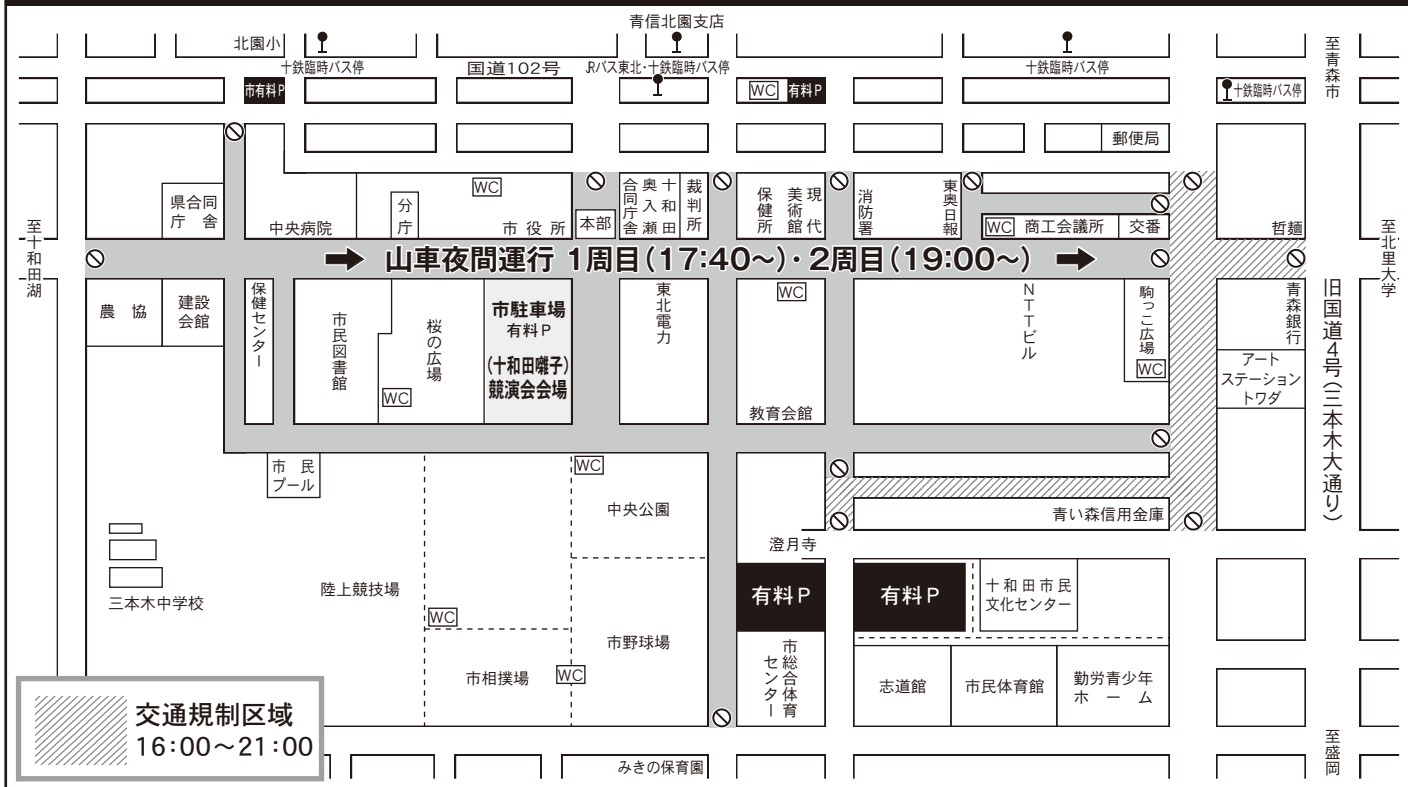 青信北園支店
北園小
十鉄臨時バス停
国道102号
JRバス東北・十鉄臨時バス停
十鉄臨時バス停
至青森市
市有料P
WC
有料P
十鉄臨時バス停
郵便局
県合同
庁舎
中央病院
分庁
WC
市役所
本部
十和田
奥入瀬
合同庁舎
裁判所
保健所
現代
美術館
消防署
東奥日報
WC
商工会議所
交番
哲麺
至十和田湖
至北里大学
山車夜間運行 1周目(17:40~)・2周目(19:00~)
農協
建設
会館
保健センター
市民図書館
桜の広場
WC
市駐車場
有料P
(十和田囃子)
競演会会場
東北電力
WC
教育会館
NTTビル
駒っこ広場
WC
青森銀行
アート
ステーション
トワダ
旧国道4号(三本木大通り)
市民
プール
WC
中央公園
青い森信用金庫
澄月寺
三本木中学校
陸上競技場
WC
市野球場
市相撲場
WC
有料P
有料P
十和田市民
文化センター
市総合体育
センター
志道館
市民体育館
勤労青少年
ホーム
交通規制区域
16:00~21:00
みきの保育園
至盛岡